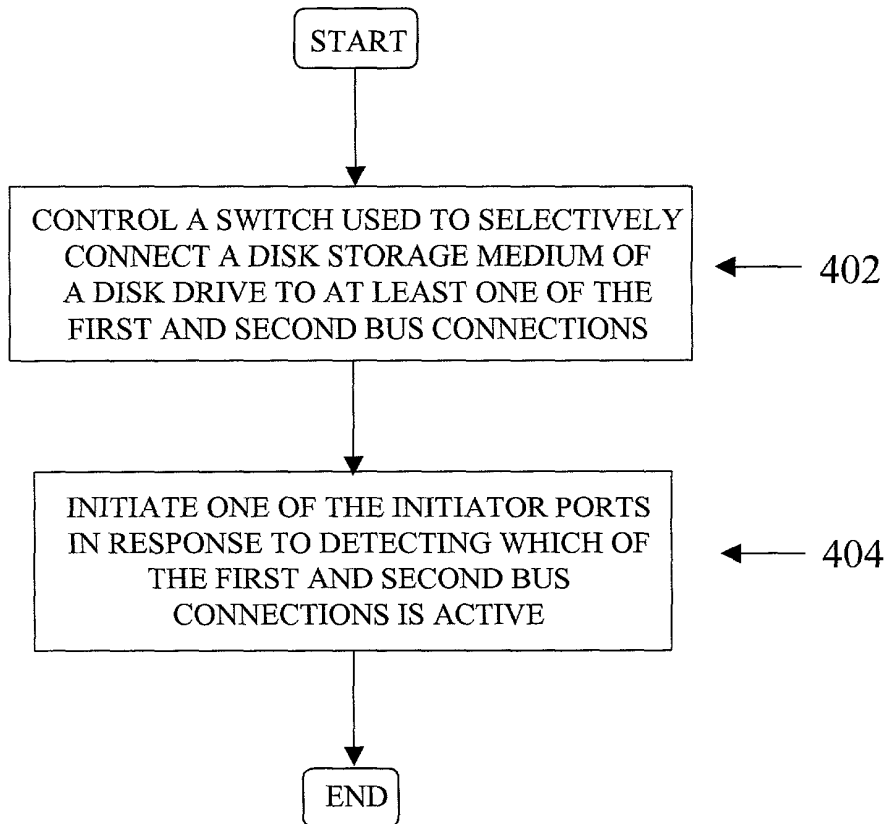 START
CONTROL A SWITCH USED TO SELECTIVELY
CONNECT A DISK STORAGE MEDIUM OF
A DISK DRIVE TO AT LEAST ONE OF THE
FIRST AND SECOND BUS CONNECTIONS
402
INITIATE ONE OF THE INITIATOR PORTS
IN RESPONSE TO DETECTING WHICH OF
THE FIRST AND SECOND BUS
CONNECTIONS IS ACTIVE
404
END